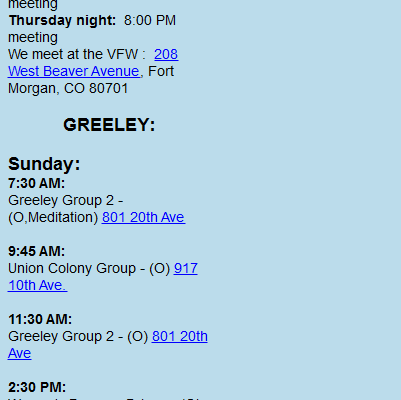 meeting
Thursday night:  8:00 PM
meeting
We meet at the VFW :  208
West Beaver Avenue, Fort
Morgan, CO 80701
GREELEY:
Sunday:
7:30 AM:
Greeley Group 2 -
(O,Meditation) 801 20th Ave
9:45 AM:
Union Colony Group - (O) 917
10th Ave.
11:30 AM:
Greeley Group 2 - (O) 801 20th
Ave
2:30 PM: